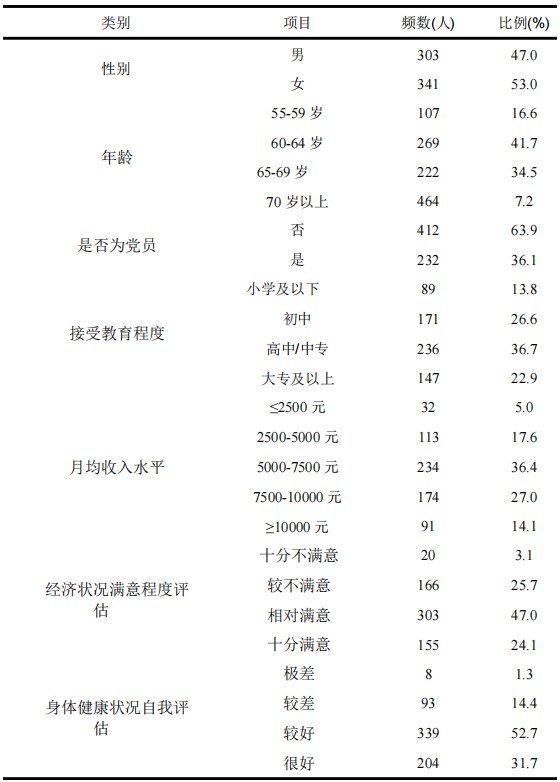 类别 项目 频数(人) 比例(%)
性别 男 303 47.0
女 341 53.0
年龄 55-59 岁 107 16.6
60-64 岁 269 41.7
65-69 岁 222 34.5
70 岁以上 464 7.2
是否为党员 否 412 63.9
是 232 36.1
接受教育程度 小学及以下 89 13.8
初中 171 26.6
高中/中专 236 36.7
大专及以上 147 22.9
月均收入水平 ≤2500 元 32 5.0
2500-5000 元 113 17.6
5000-7500 元 234 36.4
7500-10000 元 174 27.0
≥10000 元 91 14.1
经济状况满意程度评估 十分不满意 20 3.1
较不满意 166 25.7
相对满意 303 47.0
十分满意 155 24.1
身体健康状况自我评估 极差 8 1.3
较差 93 14.4
较好 339 52.7
很好 204 31.7